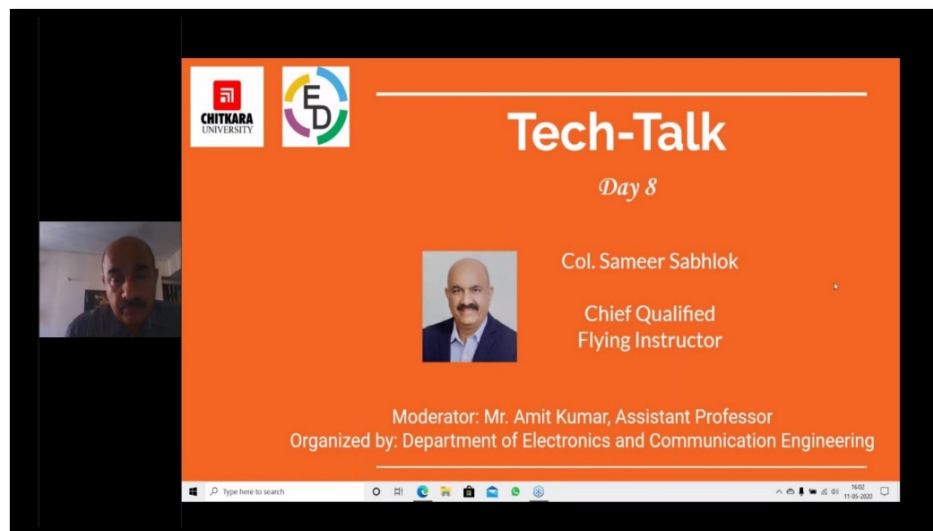 CHITKARA
UNIVERSITY
ED
Tech-Talk
Day 8
Col. Sameer Sabhlok
Chief Qualified
Flying Instructor
Moderator: Mr. Amit Kumar, Assistant Professor
Organized by: Department of Electronics and Communication Engineering
Type here to search
16:02
11-05-2020